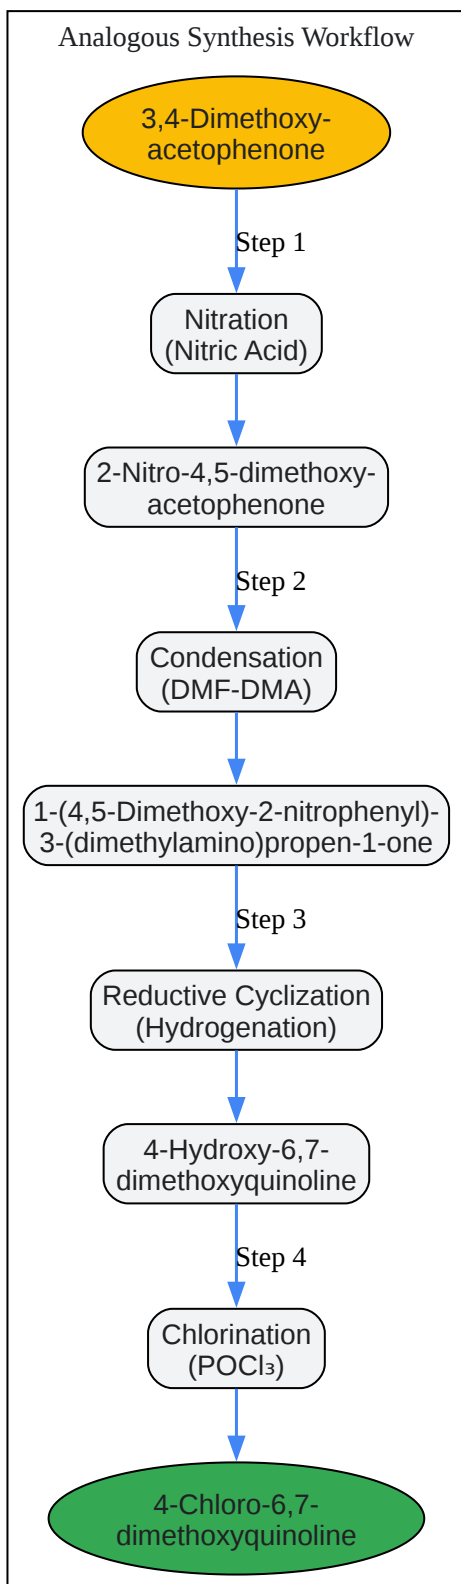 Analogous Synthesis Workflow
3,4-Dimethoxy-
acetophenone
Step 1
Nitration
(Nitric Acid)
2-Nitro-4,5-dimethoxy-
acetophenone
Step 2
Condensation
(DMF-DMA)
1-(4,5-Dimethoxy-2-nitrophenyl)-
3-(dimethylamino)propen-1-one
Step 3
Reductive Cyclization
(Hydrogenation)
4-Hydroxy-6,7-
dimethoxyquinoline
Step 4
Chlorination
(POCl₃)
4-Chloro-6,7-
dimethoxyquinoline